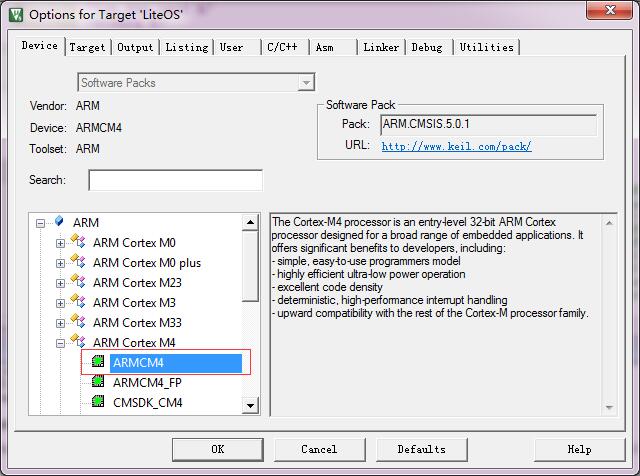 Options for Target 'LiteOS'
Device Target Output Listing User C/C++ Asm Linker Debug Utilities
Software Packs
Vendor: ARM
Device: ARMCM4
Toolset: ARM
Search:
Software Pack
Pack: ARM.CMSIS.5.0.1
URL: http://www.keil.com/pack/
ARM
ARM Cortex M0
ARM Cortex M0 plus
ARM Cortex M23
ARM Cortex M3
ARM Cortex M33
ARM Cortex M4
ARMCM4
ARMCM4_FP
CMSDK_CM4
The Cortex-M4 processor is an entry-level 32-bit ARM Cortex
processor designed for a broad range of embedded applications. It
offers significant benefits to developers, including:
- simple, easy-to-use programmers model
- highly efficient ultra-low power operation
- excellent code density
- deterministic, high-performance interrupt handling
- upward compatibility with the rest of the Cortex-M processor family.
OK Cancel Defaults Help